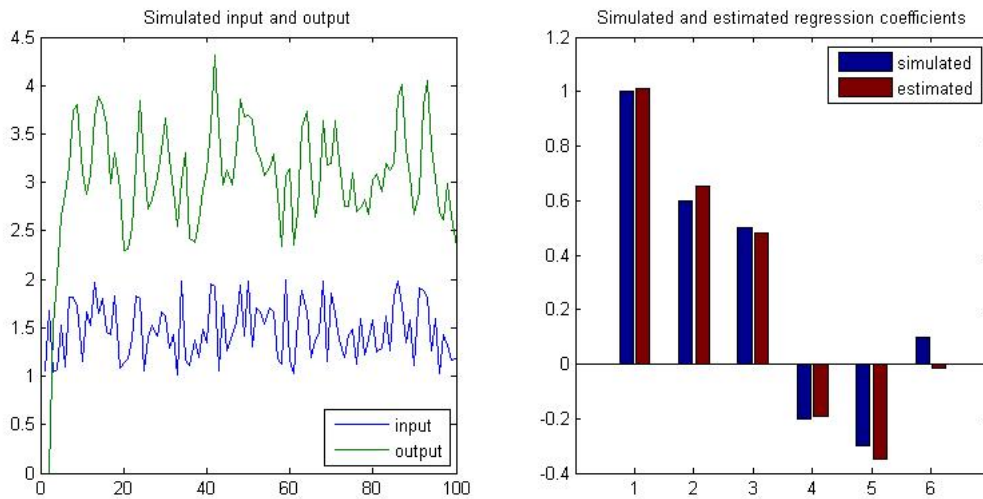 Simulated input and output
4.5
4
3.5
3
2.5
2
1.5
1
0.5
0
0 20 40 60 80 100
input
output
Simulated and estimated regression coefficients
1.2
1
0.8
0.6
0.4
0.2
0
-0.2
-0.4
1 2 3 4 5 6
simulated
estimated